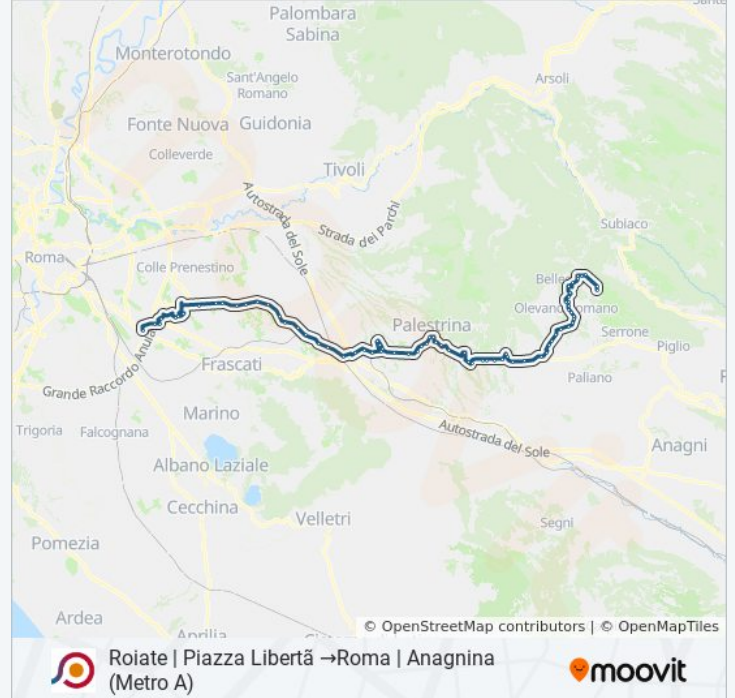 Palombara
Sabina
Monterotondo
Sant'Angelo
Romano
Arsoli
Fonte Nuova
Guidonia
Colleverde
Tivoli
Autostrada del Sole
Strada dei Parchi
Subiaco
Roma
Colle Prenestino
Belle
Olevano Romano
Palestrina
Serrone
Piglio
Frascati
Grande Raccordo Anula
Paliano
Marino
Trigoria
Falcognana
Autostrada del Sole
Anagni
Albano Laziale
Cecchina
Velletri
Segni
Pomezia
Ardea
Aprilia
© OpenStreetMap contributors | © OpenMapTiles
Roiate | Piazza Libertã →Roma | Anagnina
(Metro A)
moovit